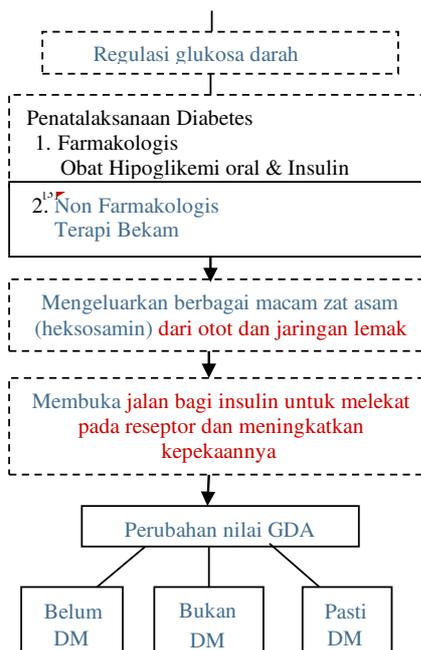 Regulasi glukosa darah
Penatalaksanaan Diabetes
1. Farmakologis
Obat Hipoglikemi oral & Insulin
2. Non Farmakologis
Terapi Bekam
Mengeluarkan berbagai macam zat asam
(heksosamin) dari otot dan jaringan lemak
Membuka jalan bagi insulin untuk melekat
pada reseptor dan meningkatkan
kepekaannya
Perubahan nilai GDA
Belum
DM
Bukan
DM
Pasti
DM